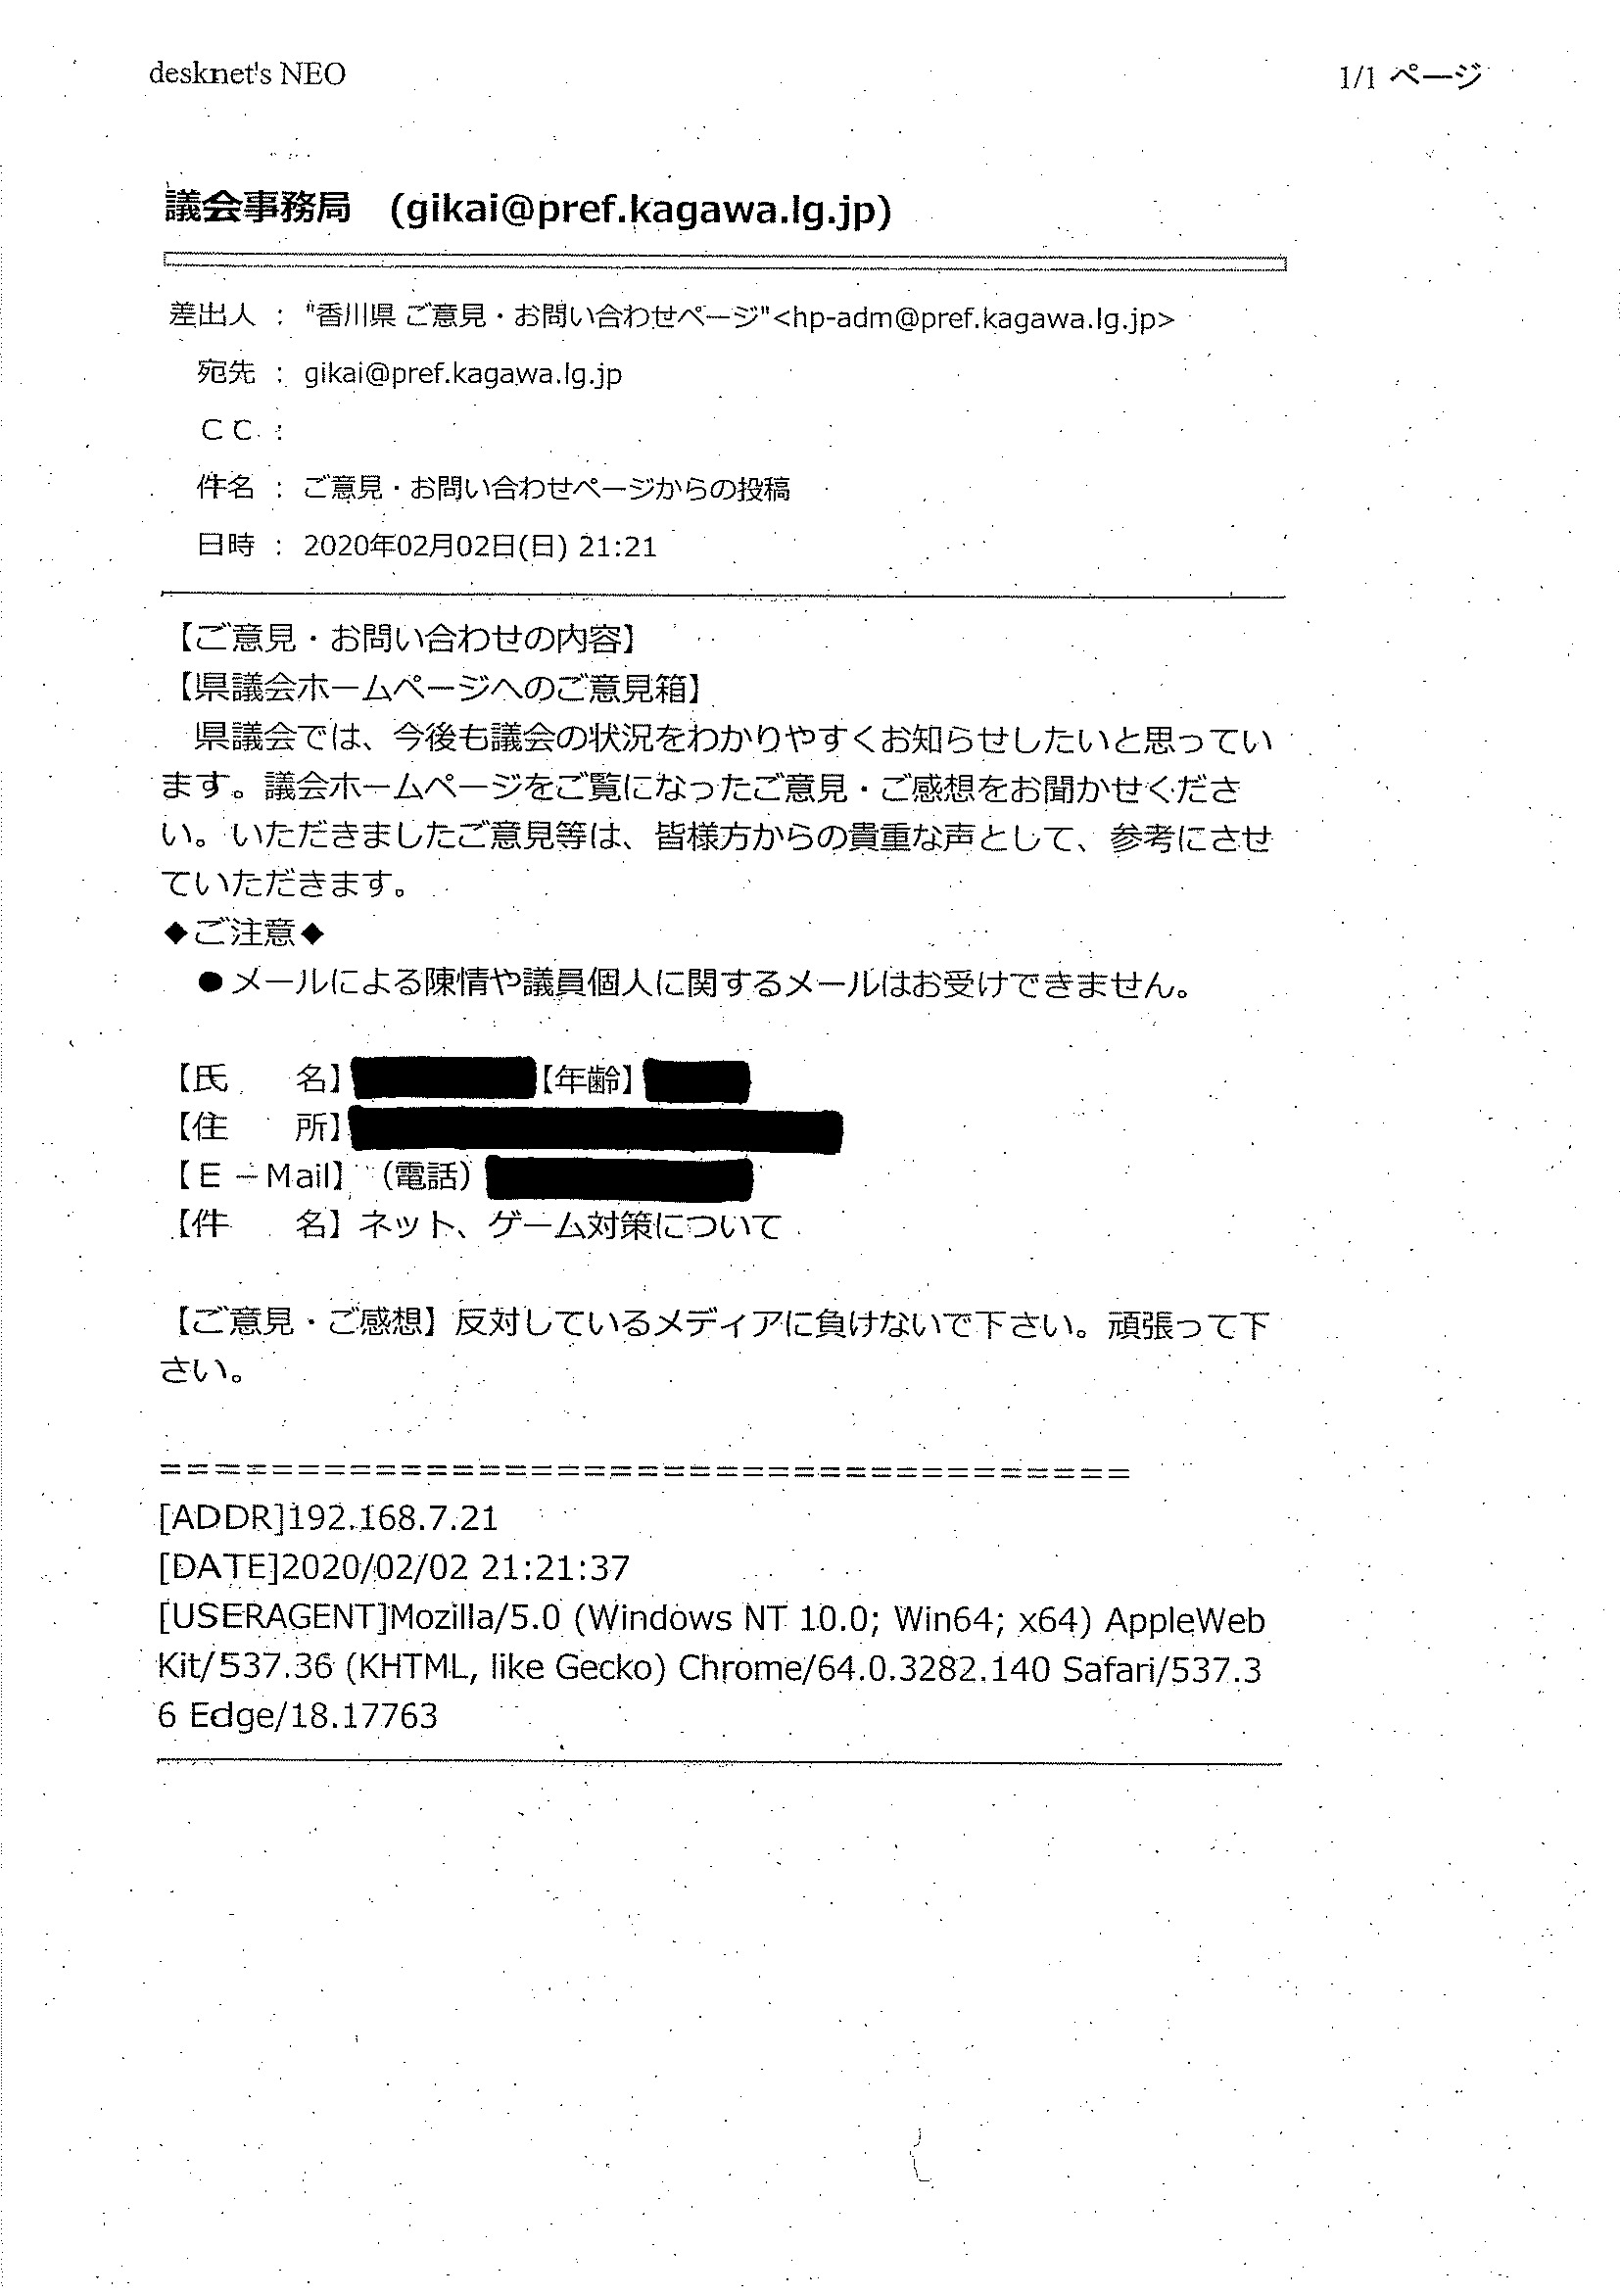 desknet's NEO
1/1 ページ
議会事務局　(gikai@pref.kagawa.lg.jp)
差出人 ： "香川県 ご意見・お問い合わせページ"<hp-adm@pref.kagawa.lg.jp>
宛先 ： gikai@pref.kagawa.lg.jp
ＣＣ ：
件名 ： ご意見・お問い合わせページからの投稿
日時 ： 2020年02月02日(日) 21:21
【ご意見・お問い合わせの内容】
【県議会ホームページへのご意見箱】
　県議会では、今後も議会の状況をわかりやすくお知らせしたいと思ってい
ます。議会ホームページをご覧になったご意見・ご感想をお聞かせくださ
い。いただきましたご意見等は、皆様方からの貴重な声として、参考にさせ
ていただきます。
◆ご注意◆
　●メールによる陳情や議員個人に関するメールはお受けできません。
【氏　　名】【年齢】
【住　　所】
【Ｅ－Mail】（電話）
【件　　名】ネット、ゲーム対策について
【ご意見・ご感想】反対しているメディアに負けないで下さい。頑張って下
さい。
=====================================
[ADDR]192.168.7.21
[DATE]2020/02/02 21:21:37
[USERAGENT]Mozilla/5.0 (Windows NT 10.0; Win64; x64) AppleWeb
Kit/537.36 (KHTML, like Gecko) Chrome/64.0.3282.140 Safari/537.3
6 Edge/18.17763